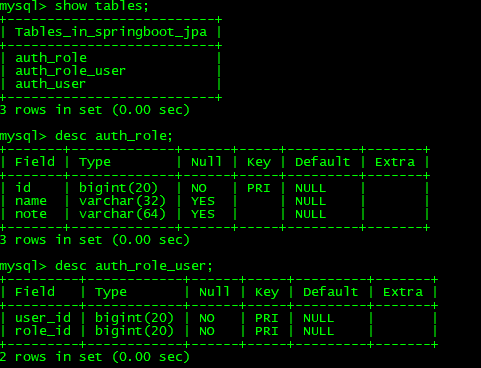 mysql> show tables;
+----------------------------+
| Tables_in_springboot_jpa |
+----------------------------+
| auth_role |
| auth_role_user |
| auth_user |
+----------------------------+
3 rows in set (0.00 sec)
mysql> desc auth_role;
+-------+-------------+------+-----+---------+-------+
| Field | Type | Null | Key | Default | Extra |
+-------+-------------+------+-----+---------+-------+
| id | bigint(20) | NO | PRI | NULL | |
| name | varchar(32) | YES | | NULL | |
| note | varchar(64) | YES | | NULL | |
+-------+-------------+------+-----+---------+-------+
3 rows in set (0.00 sec)
mysql> desc auth_role_user;
+---------+------------+------+-----+---------+-------+
| Field | Type | Null | Key | Default | Extra |
+---------+------------+------+-----+---------+-------+
| user_id | bigint(20) | NO | PRI | NULL | |
| role_id | bigint(20) | NO | PRI | NULL | |
+---------+------------+------+-----+---------+-------+
2 rows in set (0.00 sec)